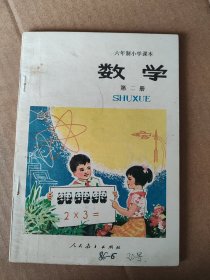 六年制小学课本
数学
第二册
SHUXUE
2×3=
人民教育出版社